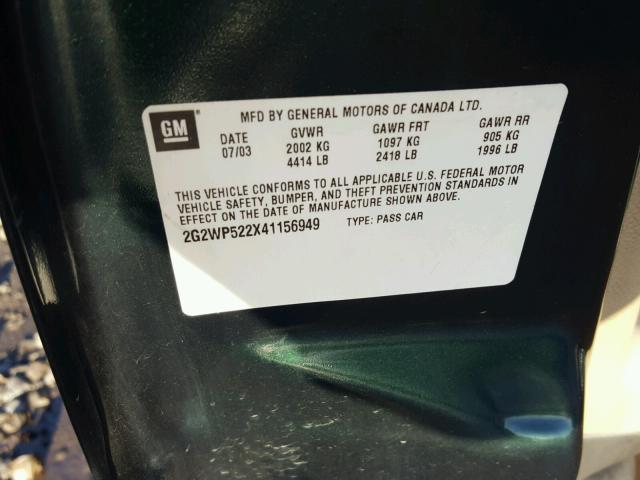 MFD BY GENERAL MOTORS OF CANADA LTD.
GM
DATE GVWR GAWR FRT GAWR RR
07/03 2002 KG 1097 KG 905 KG
4414 LB 2418 LB 1996 LB
THIS VEHICLE CONFORMS TO ALL APPLICABLE U.S. FEDERAL MOTOR
VEHICLE SAFETY, BUMPER, AND THEFT PREVENTION STANDARDS IN
EFFECT ON THE DATE OF MANUFACTURE SHOWN ABOVE.
2G2WP522X41156949 TYPE: PASS CAR